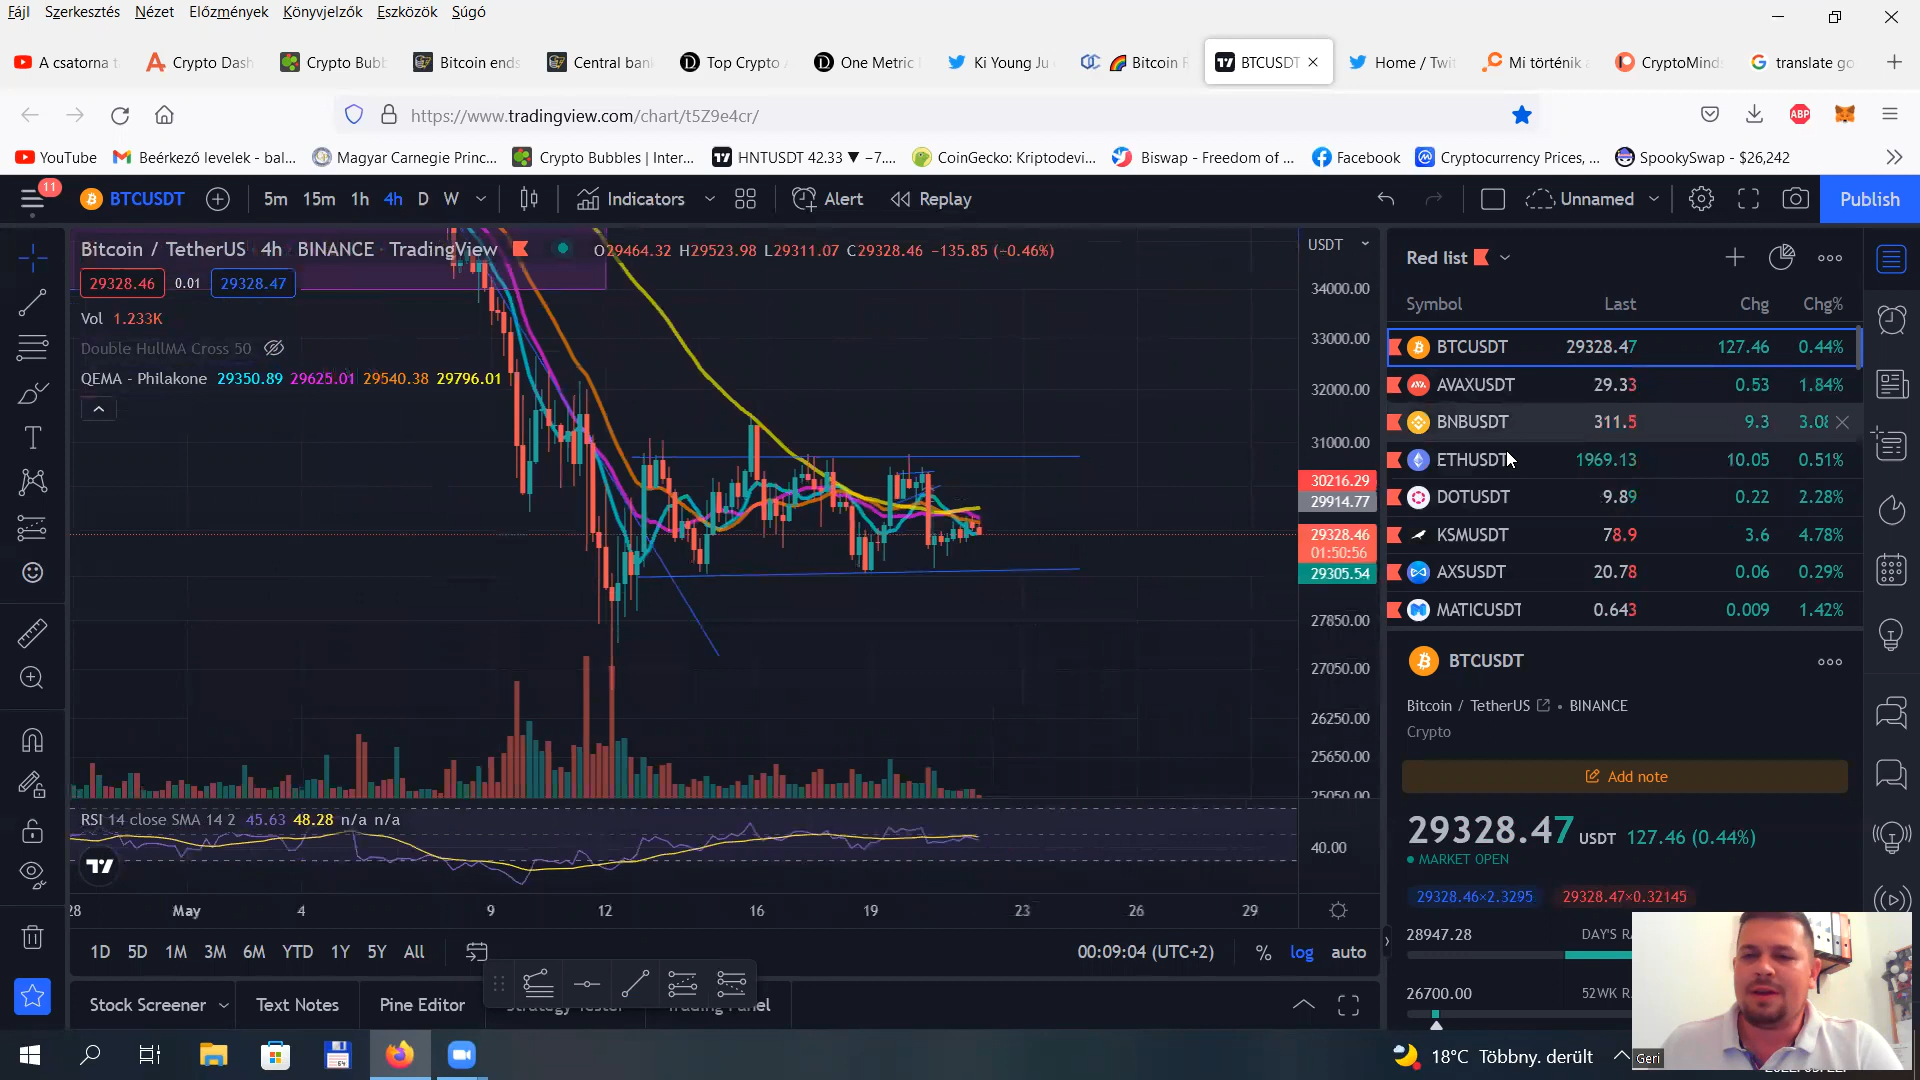 Fájl Szerkesztés Nézet Előzmények Könyvjelzők Eszközök Súgó
A csatorna t Crypto Dash Crypto Bubb Bitcoin ends Central ban Top Crypto One Metric Ki Young Ju Bitcoin R BTCUSDT Home / Twi Mi történik CryptoMind translate go
https://www.tradingview.com/chart/t5Z9e4cr/ ABP
YouTube Beérkező levelek - bal... Magyar Carnegie Princ... Crypto Bubbles | Inter... HNTUSDT 42.33 ▼ −7.... CoinGecko: Kriptodevi... Biswap - Freedom of ... Facebook Cryptocurrency Prices, ... SpookySwap - $26,242
11 BTCUSDT 5m 15m 1h 4h D W Indicators Alert Replay Unnamed Publish
Bitcoin / TetherUS 4h BINANCE TradingView O29464.32 H29523.98 L29311.07 C29328.46 −135.85 (−0.46%)
29328.46 0.01 29328.47
Vol 1.233K
Double HullMA Cross 50
QEMA - Philakone 29350.89 29625.01 29540.38 29796.01
USDT
34000.00
33000.00
32000.00
31000.00
30216.29
29914.77
29328.46
01:50:56
29305.54
27850.00
27050.00
26250.00
25650.00
25050.00
RSI 14 close SMA 14 2 45.63 48.28 n/a n/a
40.00
28 May 4 9 12 16 19 23 26 29
1D 5D 1M 3M 6M YTD 1Y 5Y All 00:09:04 (UTC+2) % log auto
Stock Screener Text Notes Pine Editor Strategy Tester Trading Panel
Red list
Symbol Last Chg Chg%
BTCUSDT 29328.47 127.46 0.44%
AVAXUSDT 29.33 0.53 1.84%
BNBUSDT 311.5 9.3 3.08
ETHUSDT 1969.13 10.05 0.51%
DOTUSDT 9.89 0.22 2.28%
KSMUSDT 78.9 3.6 4.78%
AXSUSDT 20.78 0.06 0.29%
MATICUSDT 0.643 0.009 1.42%
BTCUSDT
Bitcoin / TetherUS • BINANCE
Crypto
Add note
29328.47 USDT 127.46 (0.44%)
MARKET OPEN
29328.46×2.3295 29328.47×0.32145
28947.28 DAY'S RA
26700.00 52WK RA
18°C Többny. derült
Geri